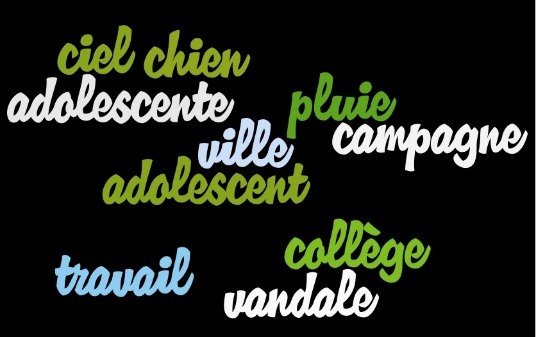 ciel chien
adolescente
pluie
campagne
ville
adolescent
collège
travail
vandale